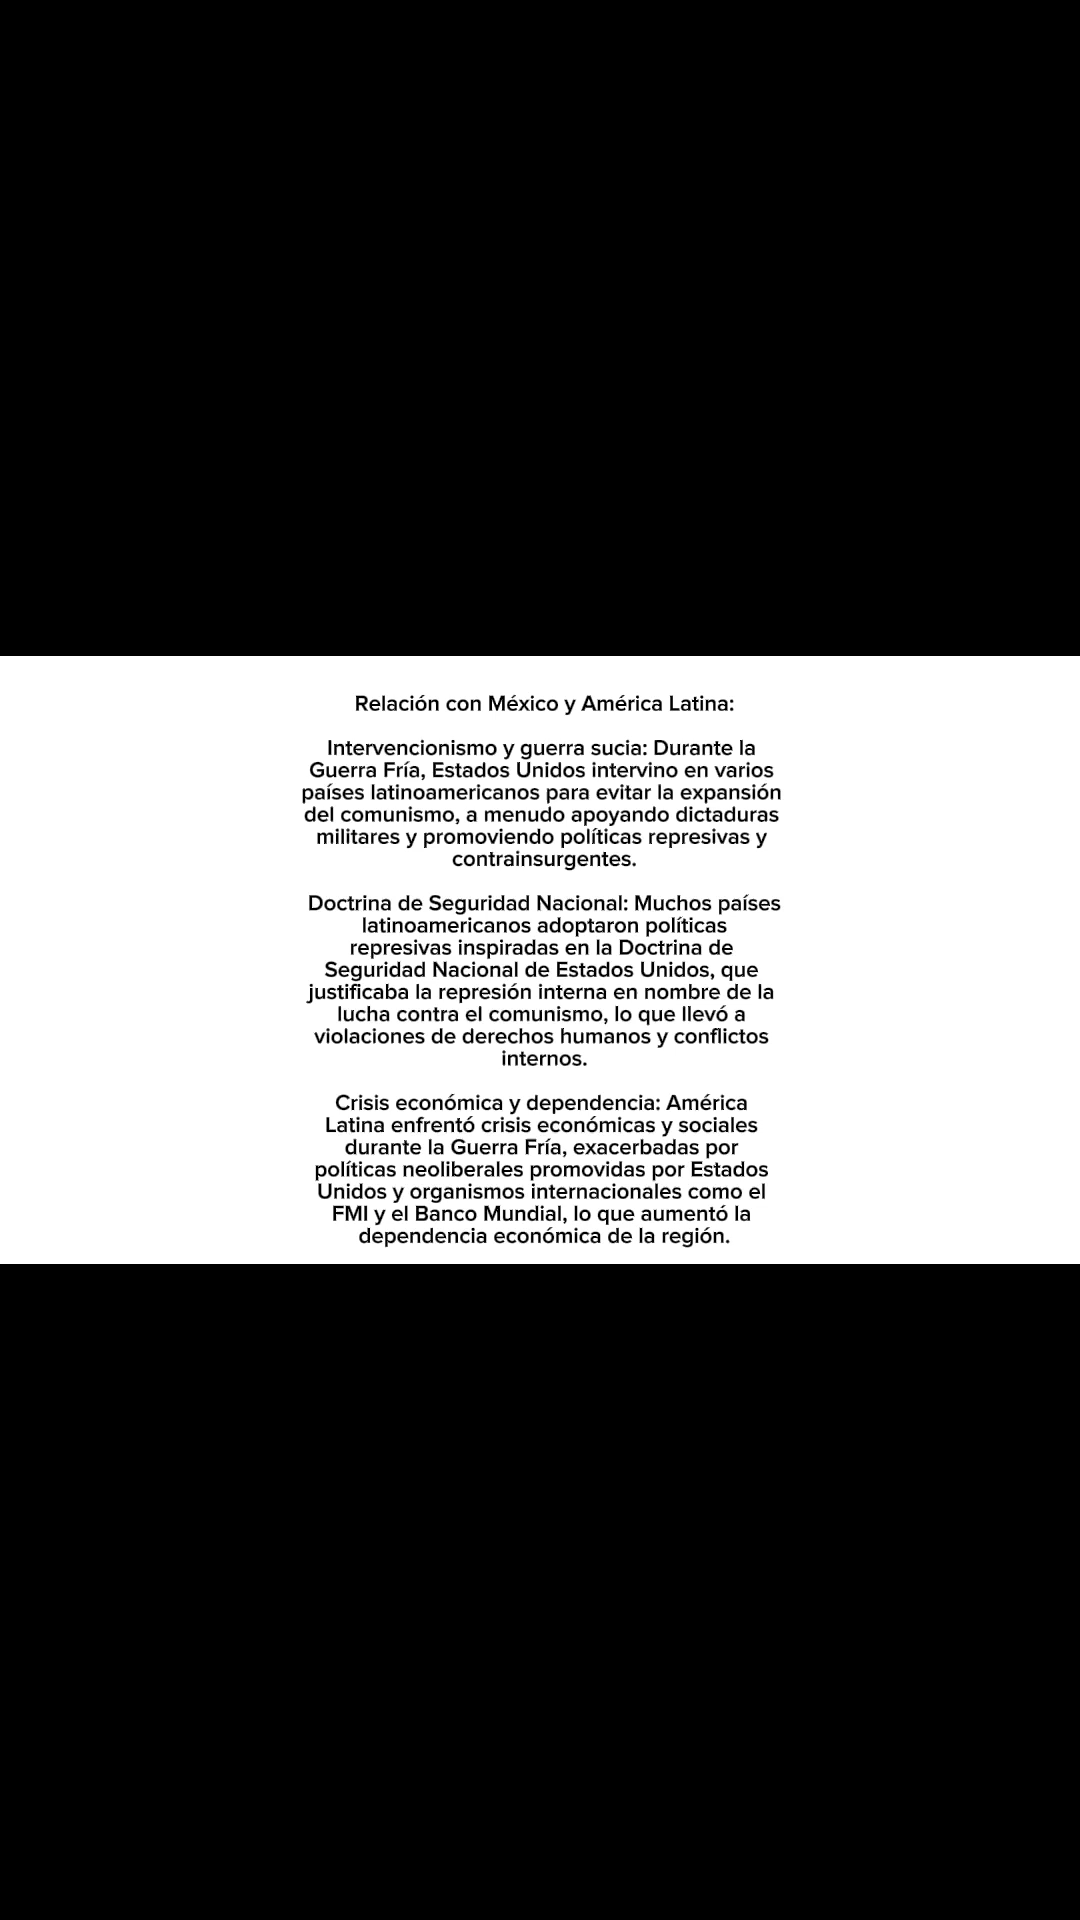 Relación con México y América Latina:
Intervencionismo y guerra sucia: Durante la
Guerra Fría, Estados Unidos intervino en varios
países latinoamericanos para evitar la expansión
del comunismo, a menudo apoyando dictaduras
militares y promoviendo políticas represivas y
contrainsurgentes.
Doctrina de Seguridad Nacional: Muchos países
latinoamericanos adoptaron políticas
represivas inspiradas en la Doctrina de
Seguridad Nacional de Estados Unidos, que
justificaba la represión interna en nombre de la
lucha contra el comunismo, lo que llevó a
violaciones de derechos humanos y conflictos
internos.
Crisis económica y dependencia: América
Latina enfrentó crisis económicas y sociales
durante la Guerra Fría, exacerbadas por
políticas neoliberales promovidas por Estados
Unidos y organismos internacionales como el
FMI y el Banco Mundial, lo que aumentó la
dependencia económica de la región.